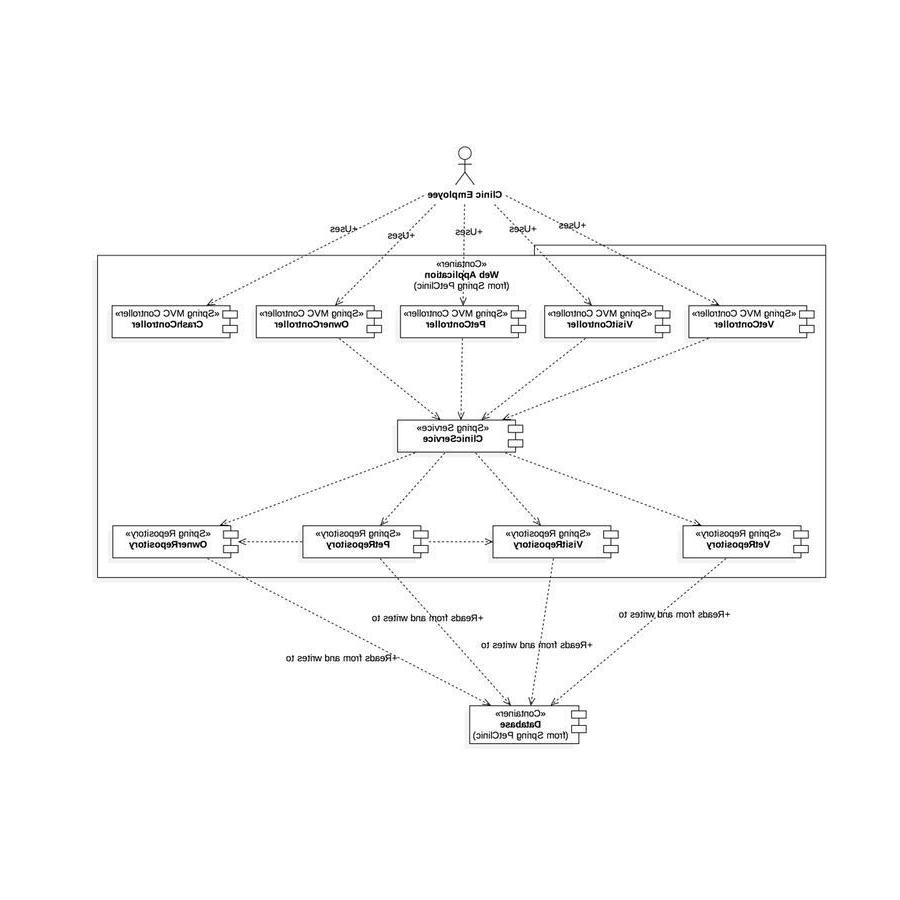 Clinic Employee
+Uses
+Uses
+Uses
+Uses
+Uses
«Container»
Web Application
(from Spring PetClinic)
«Spring MVC Controller»
CrashController
«Spring MVC Controller»
OwnerController
«Spring MVC Controller»
PetController
«Spring MVC Controller»
VisitController
«Spring MVC Controller»
VetController
«Spring Service»
ClinicService
«Spring Repository»
OwnerRepository
«Spring Repository»
PetRepository
«Spring Repository»
VisitRepository
«Spring Repository»
VetRepository
+Reads from and writes to
+Reads from and writes to
+Reads from and writes to
+Reads from and writes to
«Container»
Database
(from Spring PetClinic)